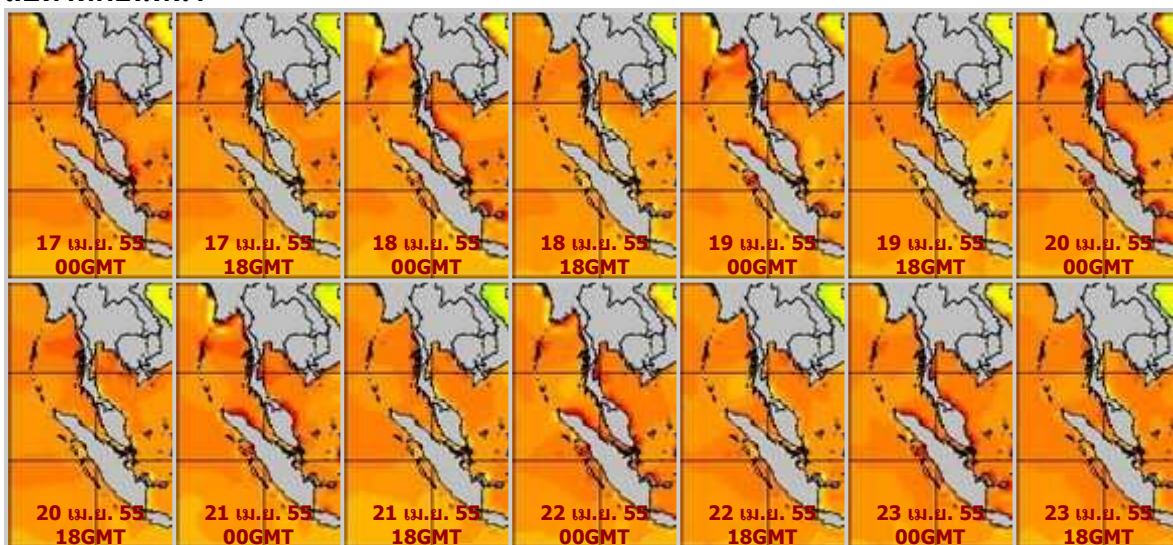 17 เม.ย. 55
00GMT
17 เม.ย. 55
18GMT
18 เม.ย. 55
00GMT
18 เม.ย. 55
18GMT
19 เม.ย. 55
00GMT
19 เม.ย. 55
18GMT
20 เม.ย. 55
00GMT
20 เม.ย. 55
18GMT
21 เม.ย. 55
00GMT
21 เม.ย. 55
18GMT
22 เม.ย. 55
00GMT
22 เม.ย. 55
18GMT
23 เม.ย. 55
00GMT
23 เม.ย. 55
18GMT